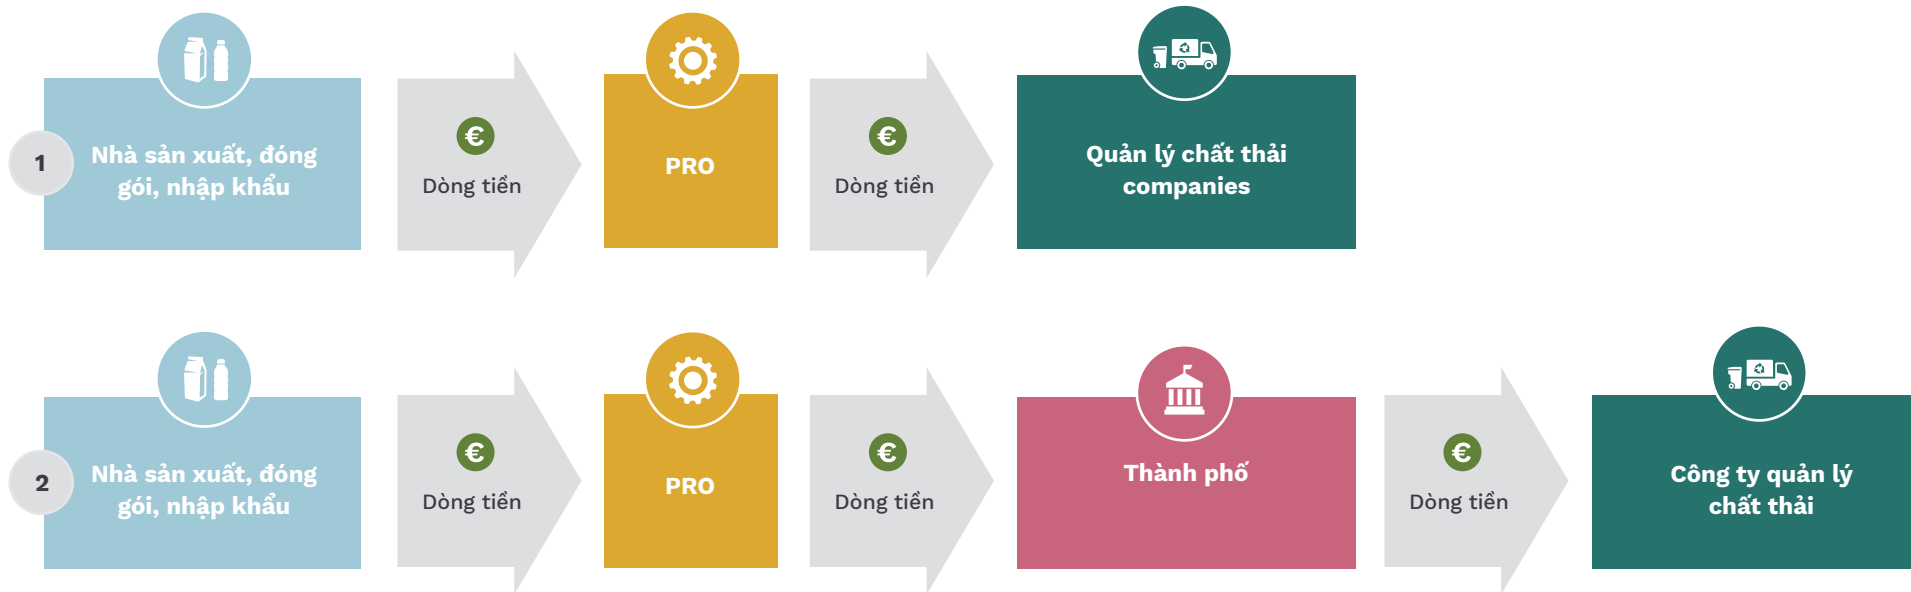 1
Nhà sản xuất, đóng
gói, nhập khẩu
€
Dòng tiền
PRO
€
Dòng tiền
Quản lý chất thải
companies
2
Nhà sản xuất, đóng
gói, nhập khẩu
€
Dòng tiền
PRO
€
Dòng tiền
Thành phố
€
Dòng tiền
Công ty quản lý
chất thải